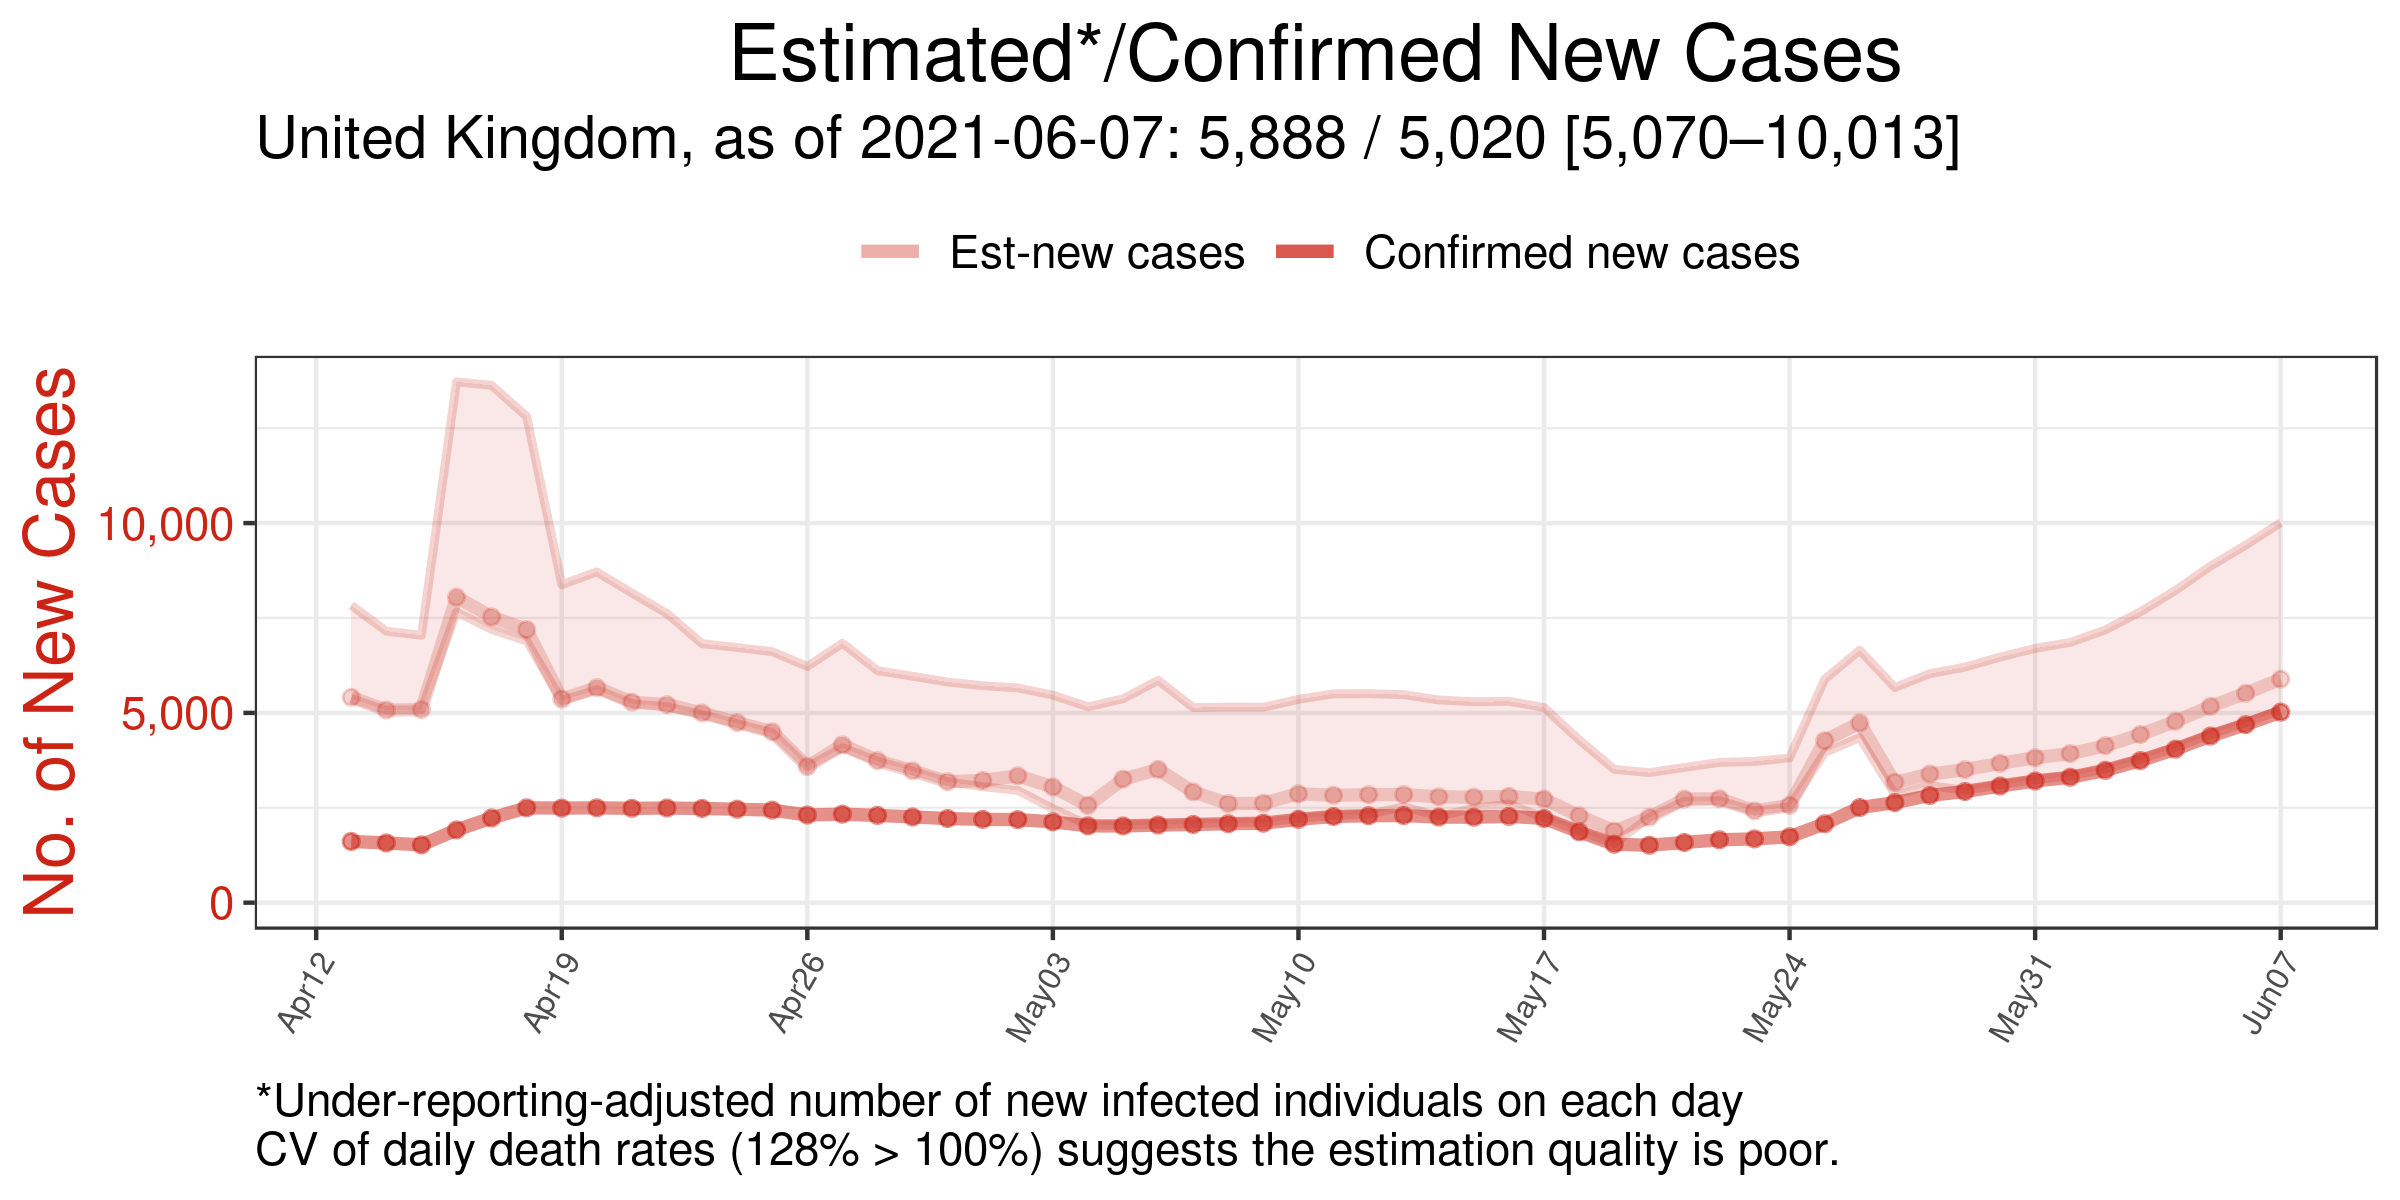 Estimated*/Confirmed New Cases
United Kingdom, as of 2021-06-07: 5,888 / 5,020 [5,070–10,013]
Est-new cases
Confirmed new cases
No. of New Cases
10,000
5,000
0
Apr12
Apr19
Apr26
May03
May10
May17
May24
May31
Jun07
*Under-reporting-adjusted number of new infected individuals on each day
CV of daily death rates (128% > 100%) suggests the estimation quality is poor.